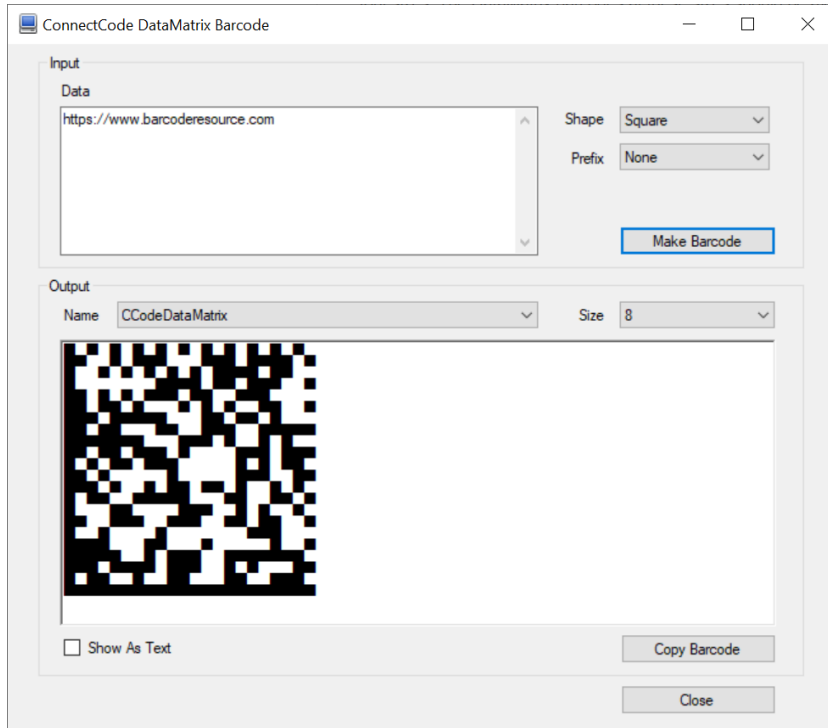 ConnectCode DataMatrix Barcode
Input
Data
https://www.barcoderesource.com
Shape Square
Prefix None
Make Barcode
Output
Name CCodeDataMatrix Size 8
Show As Text
Copy Barcode
Close